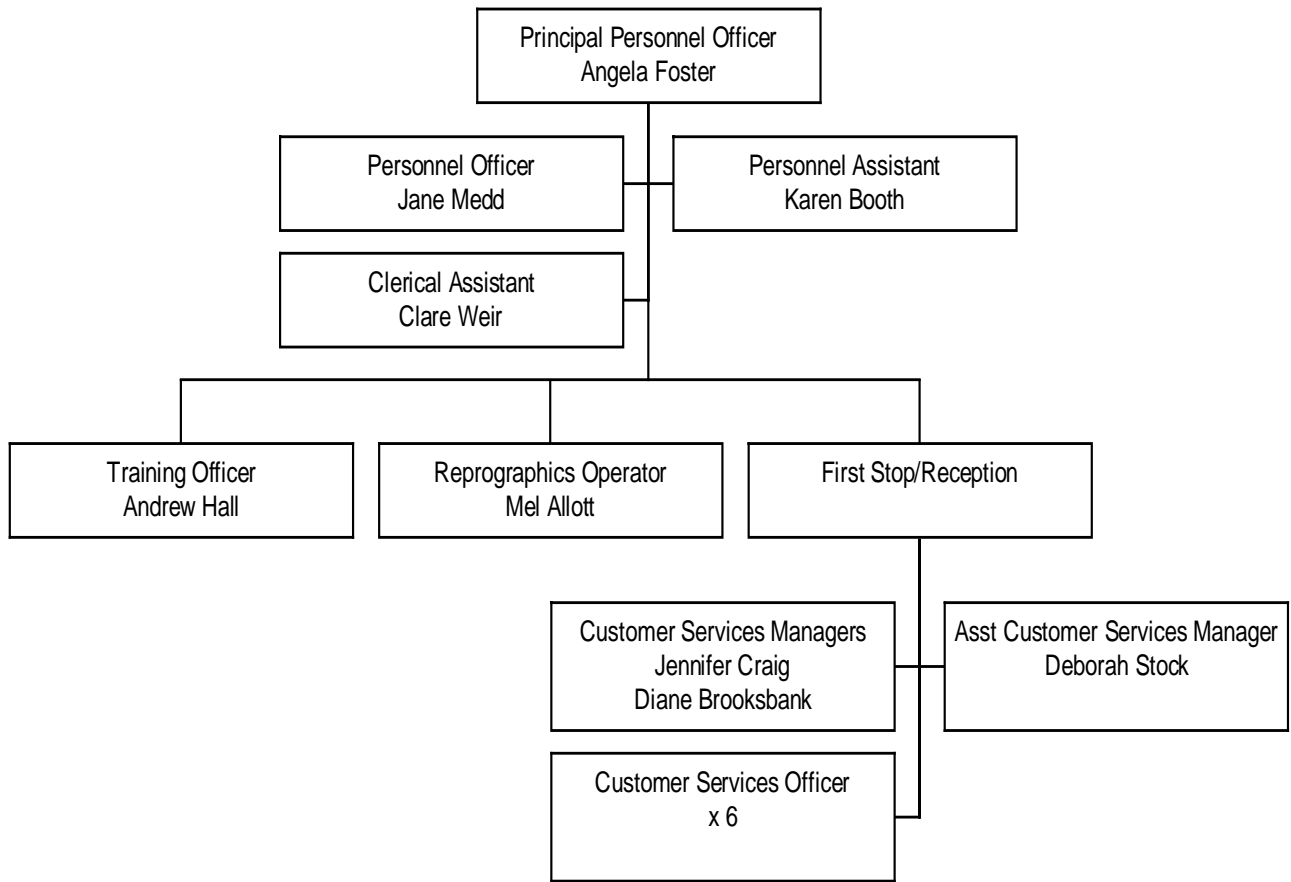 Principal Personnel Officer
Angela Foster
Personnel Officer
Jane Medd
Personnel Assistant
Karen Booth
Clerical Assistant
Clare Weir
Training Officer
Andrew Hall
Reprographics Operator
Mel Allott
First Stop/Reception
Customer Services Managers
Jennifer Craig
Diane Brooksbank
Asst Customer Services Manager
Deborah Stock
Customer Services Officer
x 6